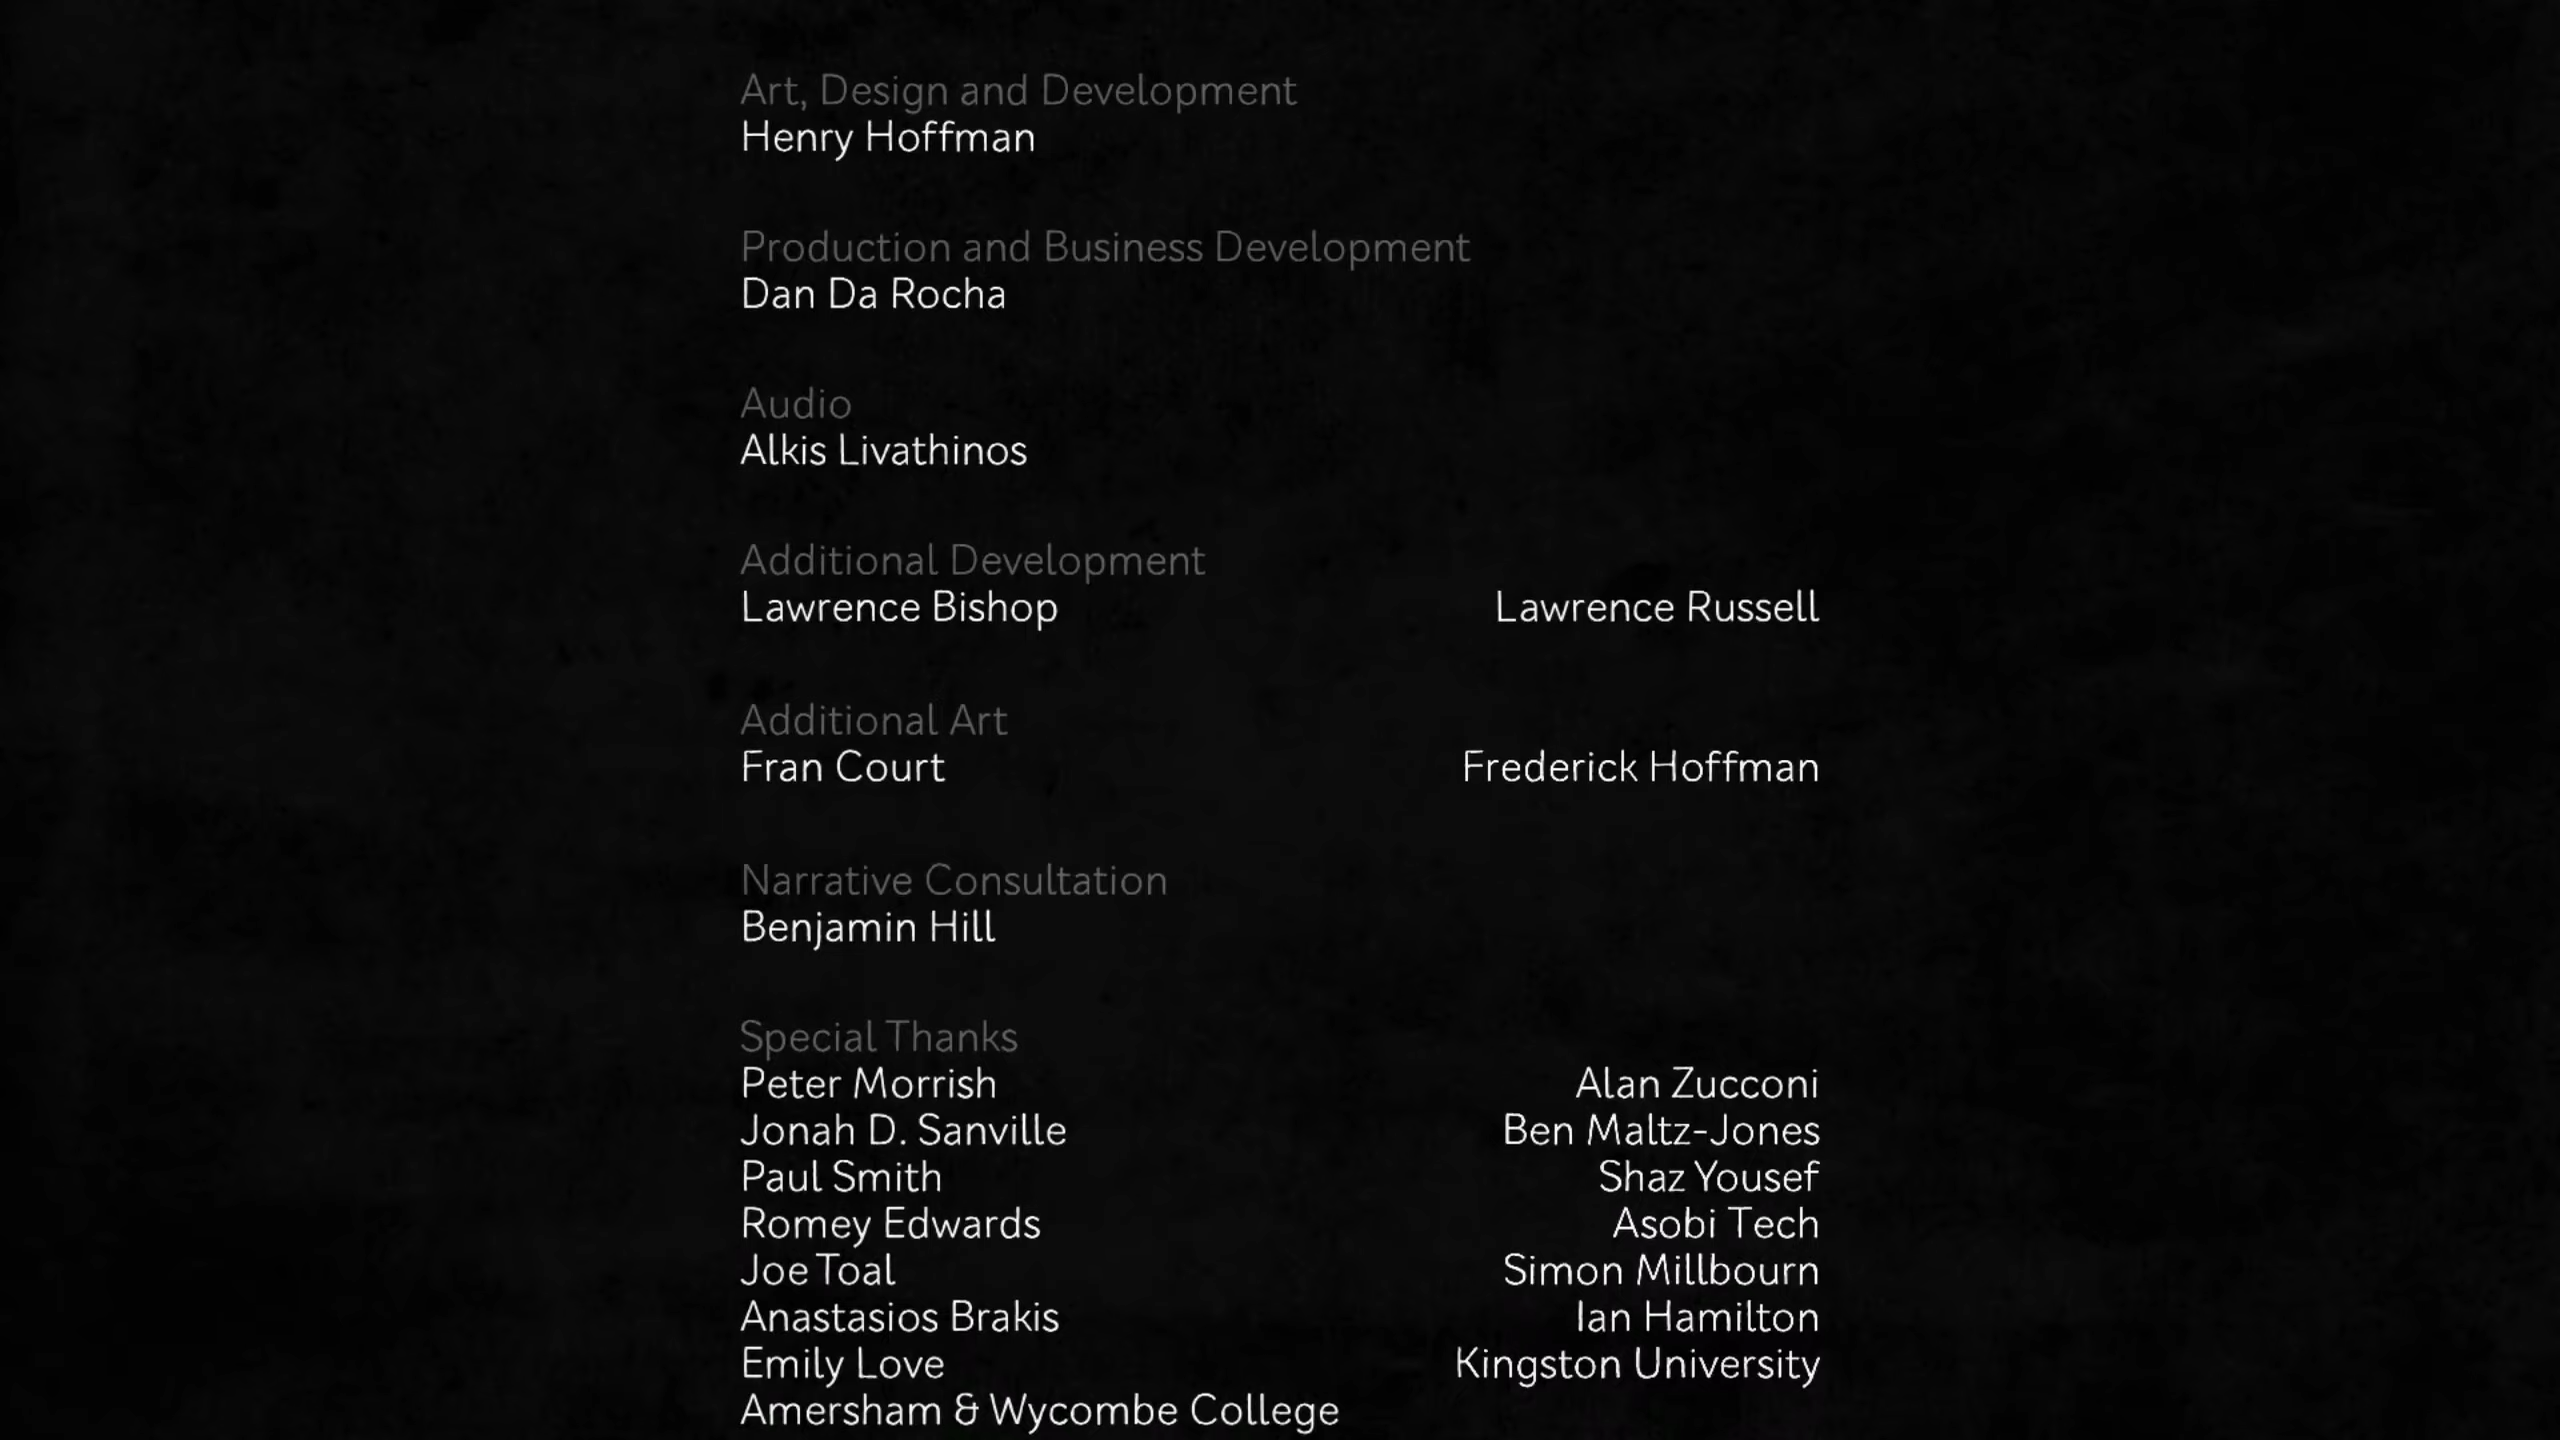 Art, Design and Development
Henry Hoffman
Production and Business Development
Dan Da Rocha
Audio
Alkis Livathinos
Additional Development
Lawrence Bishop Lawrence Russell
Additional Art
Fran Court Frederick Hoffman
Narrative Consultation
Benjamin Hill
Special Thanks
Peter Morrish Alan Zucconi
Jonah D. Sanville Ben Maltz-Jones
Paul Smith Shaz Yousef
Romey Edwards Asobi Tech
Joe Toal Simon Millbourn
Anastasios Brakis Ian Hamilton
Emily Love Kingston University
Amersham & Wycombe College